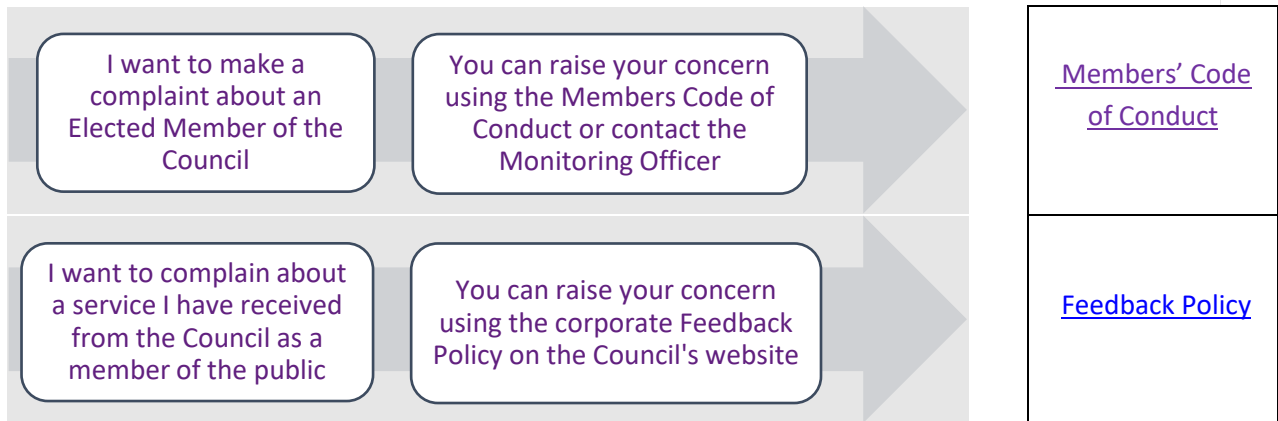 I want to make a
complaint about an
Elected Member of the
Council
You can raise your concern
using the Members Code of
Conduct or contact the
Monitoring Officer
Members’ Code
of Conduct
I want to complain about
a service I have received
from the Council as a
member of the public
You can raise your concern
using the corporate Feedback
Policy on the Council's website
Feedback Policy